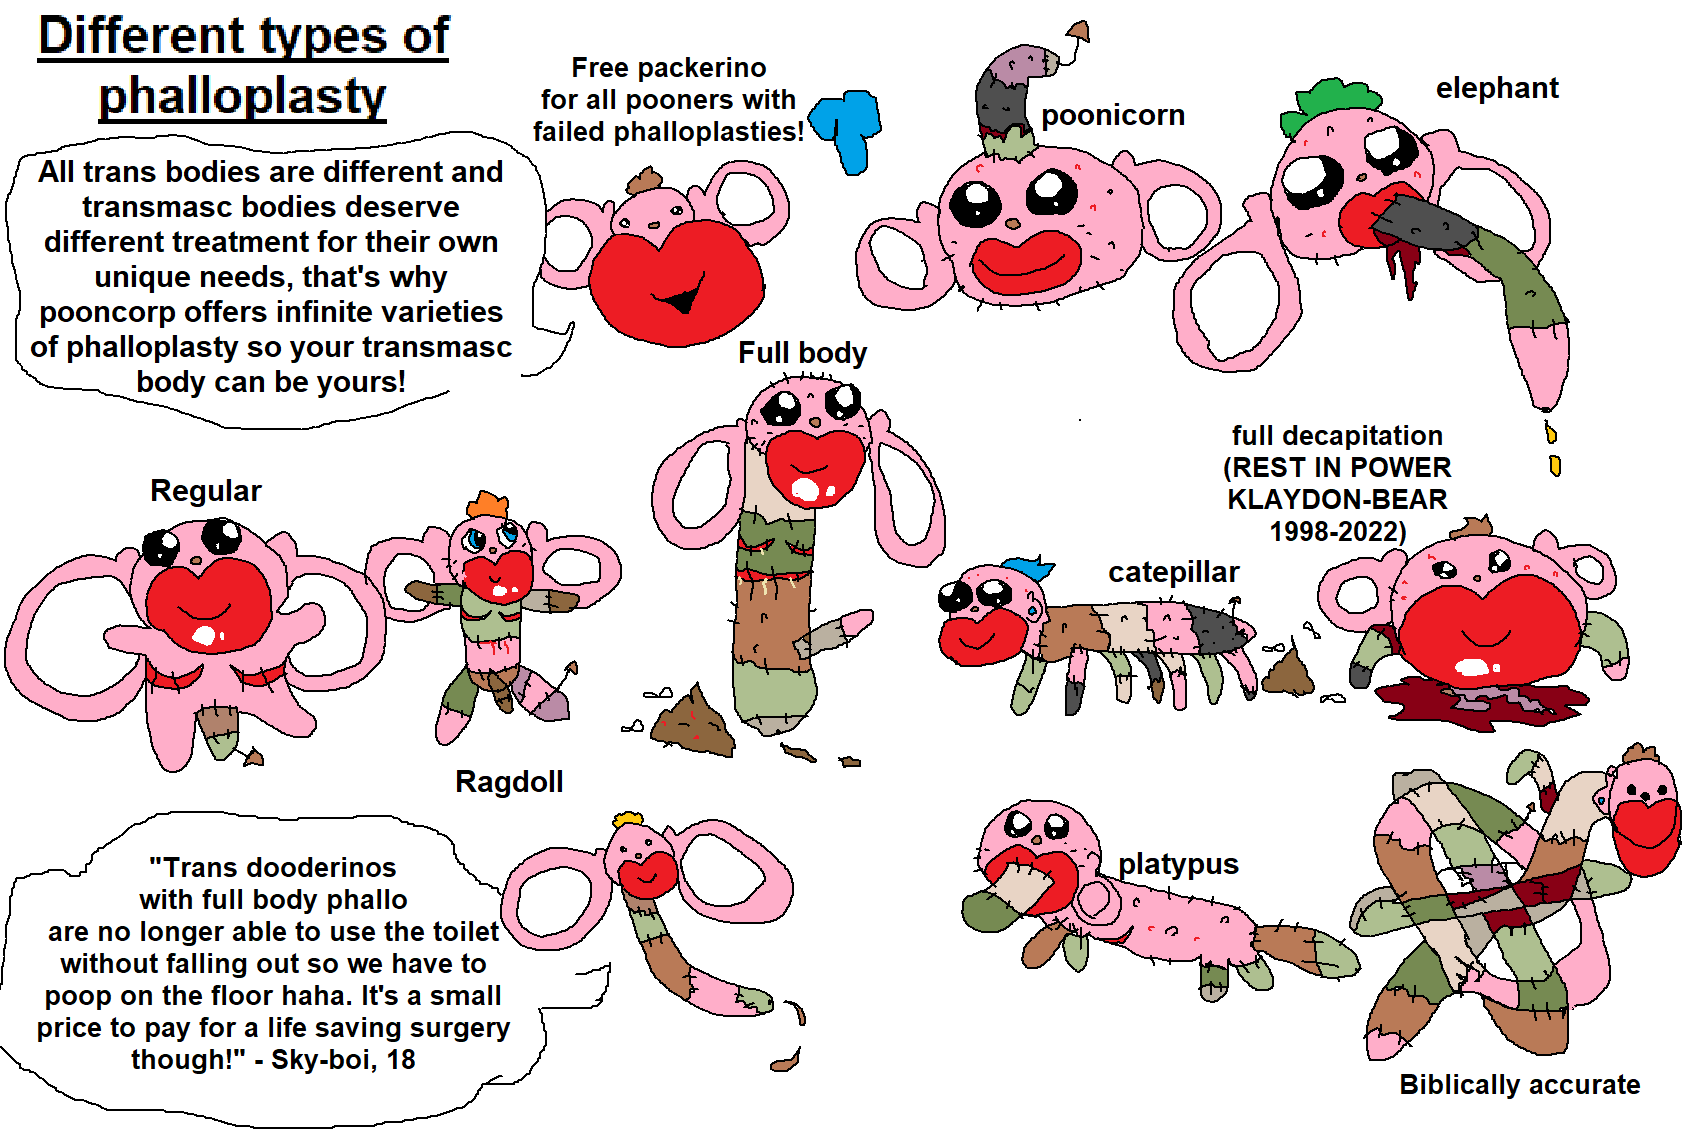 Different types of
phalloplasty
All trans bodies are different and
transmasc bodies deserve
different treatment for their own
unique needs, that's why
pooncorp offers infinite varieties
of phalloplasty so your transmasc
body can be yours!
Free packerino
for all pooners with
failed phalloplasties!
poonicorn
elephant
Full body
full decapitation
(REST IN POWER
KLAYDON-BEAR
1998-2022)
Regular
catepillar
Ragdoll
"Trans dooderinos
with full body phallo
are no longer able to use the toilet
without falling out so we have to
poop on the floor haha. It's a small
price to pay for a life saving surgery
though!" - Sky-boi, 18
platypus
Biblically accurate